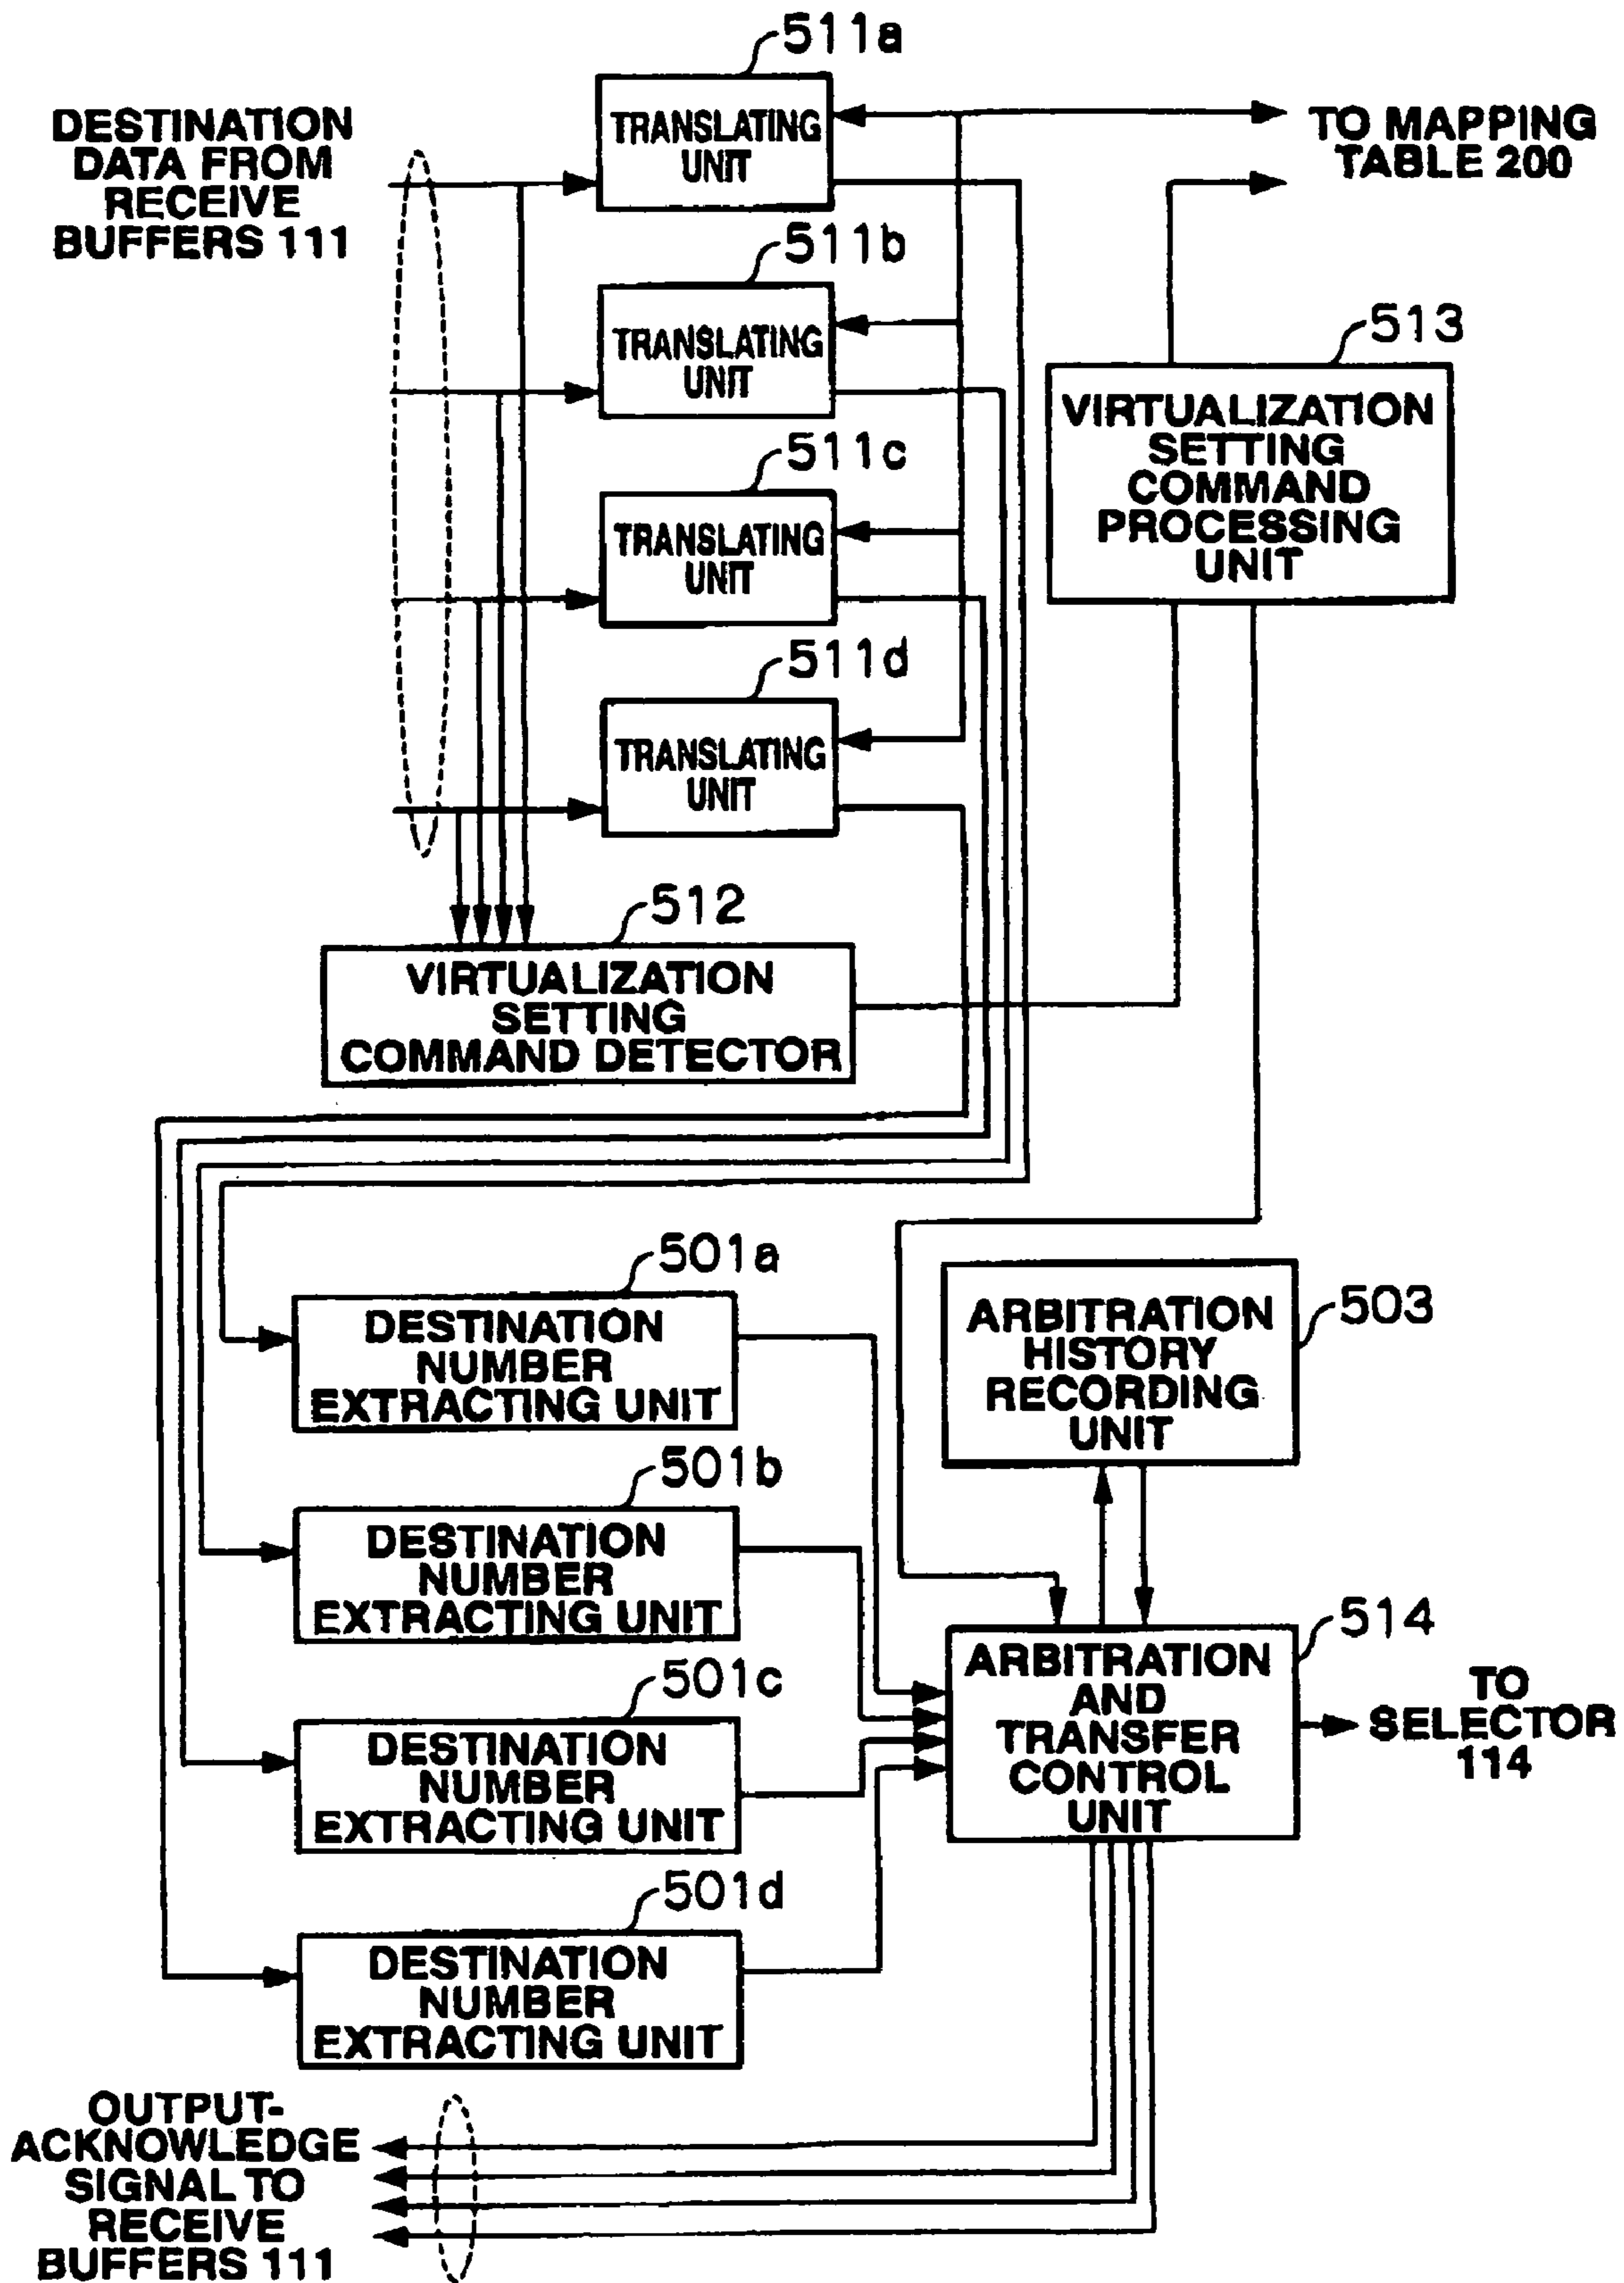 511a
DESTINATION
DATA FROM
RECEIVE
BUFFERS 111
TRANSLATING
UNIT
TO MAPPING
TABLE 200
511b
TRANSLATING
UNIT
513
VIRTUALIZATION
SETTING
COMMAND
PROCESSING
UNIT
511c
TRANSLATING
UNIT
511d
TRANSLATING
UNIT
512
VIRTUALIZATION
SETTING
COMMAND DETECTOR
501a
DESTINATION
NUMBER
EXTRACTING UNIT
503
ARBITRATION
HISTORY
RECORDING
UNIT
501b
DESTINATION
NUMBER
EXTRACTING UNIT
514
ARBITRATION
AND
TRANSFER
CONTROL
UNIT
TO
SELECTOR
114
501c
DESTINATION
NUMBER
EXTRACTING UNIT
501d
DESTINATION
NUMBER
EXTRACTING UNIT
OUTPUT-
ACKNOWLEDGE
SIGNAL TO
RECEIVE
BUFFERS 111